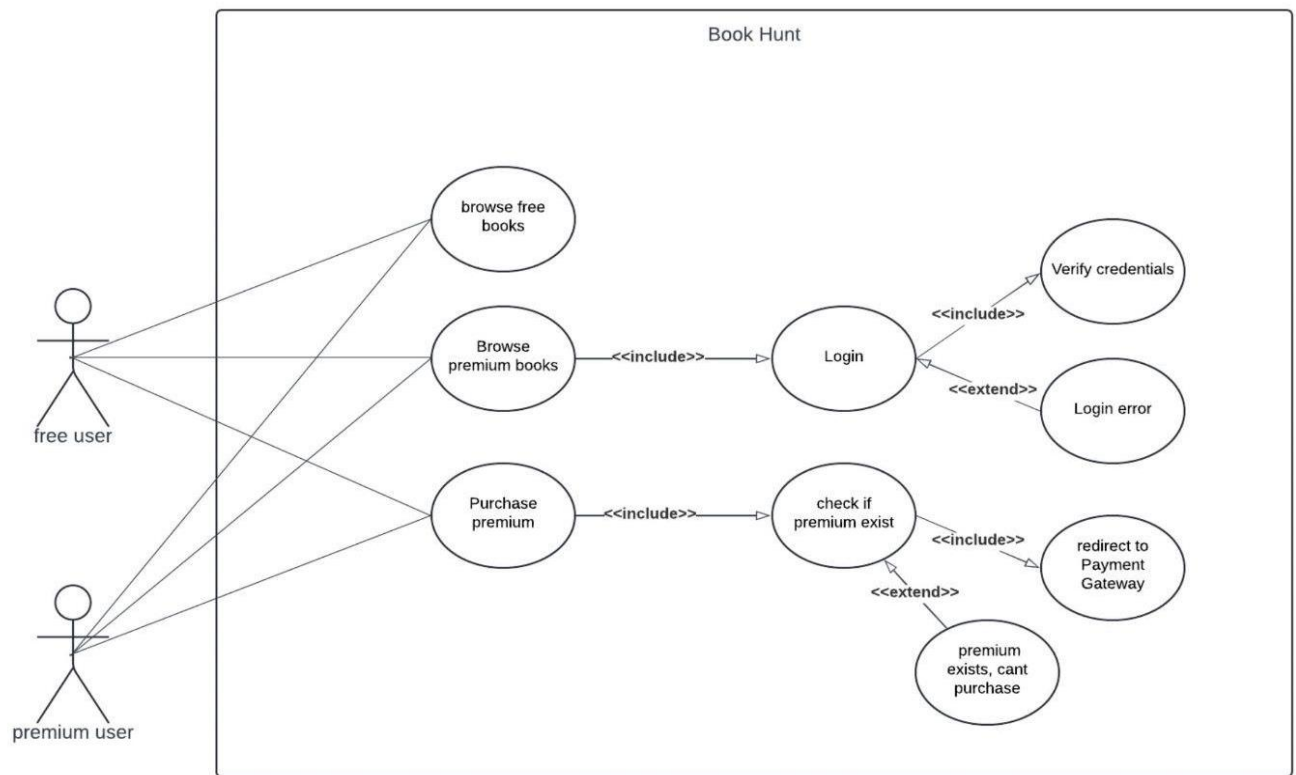 Book Hunt
browse free
books
Verify credentials
<<include>>
Browse
premium books
<<include>>
Login
<<extend>>
Login error
free user
Purchase
premium
<<include>>
check if
premium exist
<<include>>
redirect to
Payment
Gateway
<<extend>>
premium
exists, cant
purchase
premium user